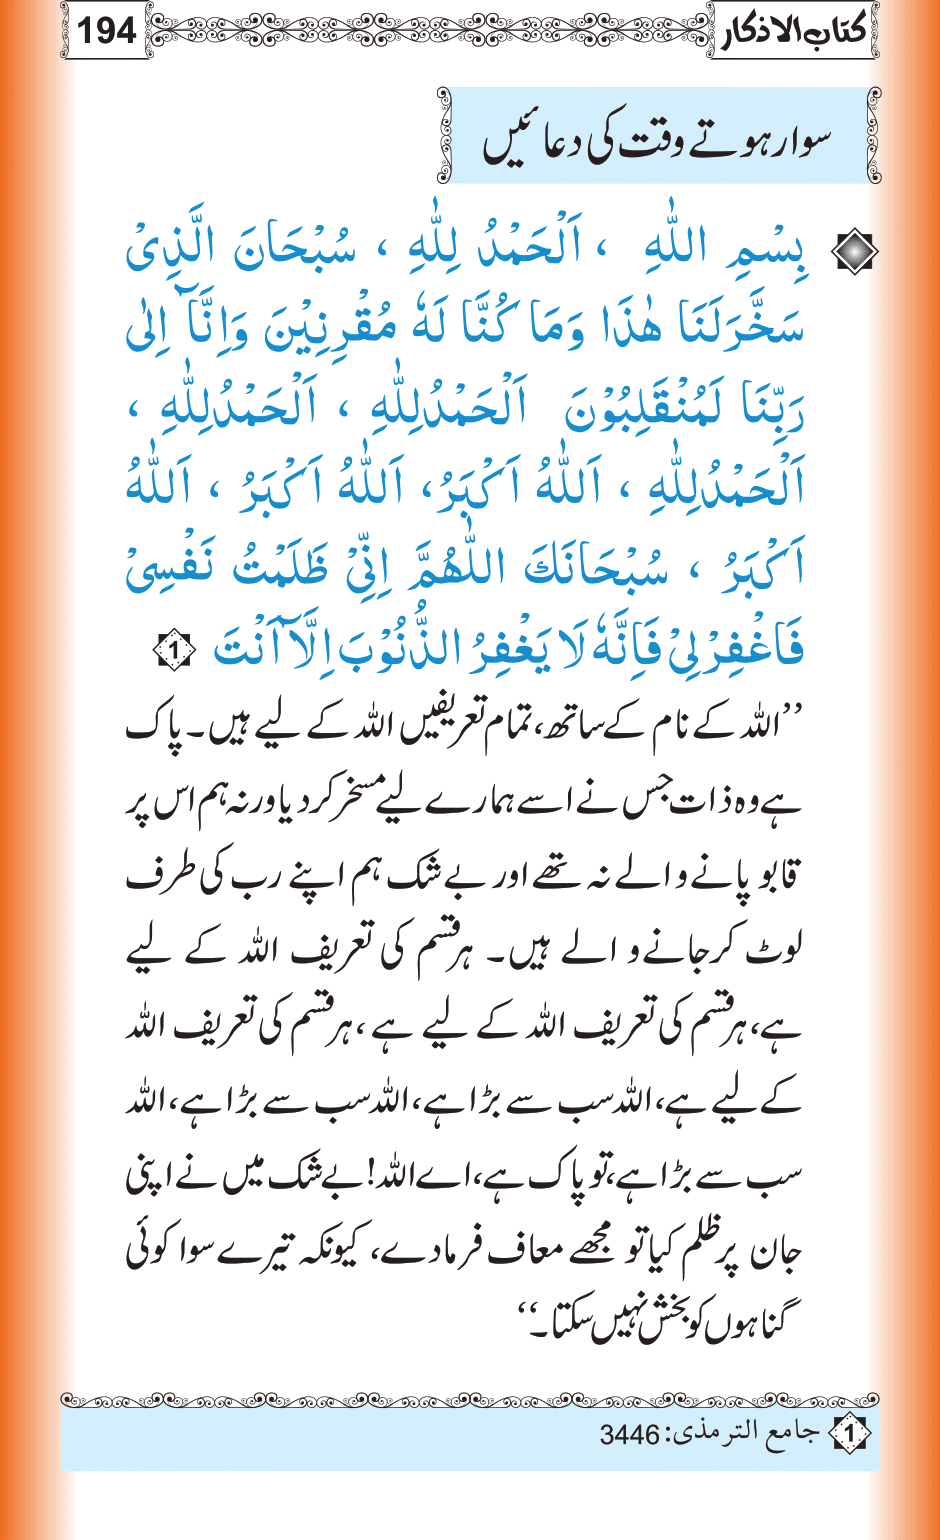 كتاب الاذكار 194
سوار ہوتے وقت کی دعائیں
بِسْمِ اللّٰهِ ، اَلْحَمْدُ لِلّٰهِ ، سُبْحَانَ الَّذِیْ
سَخَّرَلَنَا هٰذَا وَمَا كُنَّا لَهٗ مُقْرِنِیْنَ وَاِنَّآ اِلٰی
رَبِّنَا لَمُنْقَلِبُوْنَ اَلْحَمْدُلِلّٰهِ ، اَلْحَمْدُلِلّٰهِ ،
اَلْحَمْدُلِلّٰهِ ، اَللّٰهُ اَكْبَرُ، اَللّٰهُ اَكْبَرُ ، اَللّٰهُ
اَكْبَرُ ، سُبْحَانَكَ اللّٰهُمَّ اِنِّیْ ظَلَمْتُ نَفْسِیْ
فَاغْفِرْلِیْ فَاِنَّهٗ لَا یَغْفِرُ الذُّنُوْبَ اِلَّآ اَنْتَ 1
’’اللہ کے نام کے ساتھ، تمام تعریفیں اللہ کے لیے ہیں۔ پاک
ہے وہ ذات جس نے اسے ہمارے لیے مسخر کر دیا ورنہ ہم اس پر
قابو پانے والے نہ تھے اور بے شک ہم اپنے رب کی طرف
لوٹ کر جانے والے ہیں۔ ہر قسم کی تعریف اللہ کے لیے
ہے، ہر قسم کی تعریف اللہ کے لیے ہے ، ہر قسم کی تعریف اللہ
کے لیے ہے، اللہ سب سے بڑا ہے، اللہ سب سے بڑا ہے، اللہ
سب سے بڑا ہے، تو پاک ہے، اے اللہ! بے شک میں نے اپنی
جان پر ظلم کیا تو مجھے معاف فرما دے، کیونکہ تیرے سوا کوئی
گناہوں کو بخش نہیں سکتا۔‘‘
1 جامع الترمذی: 3446